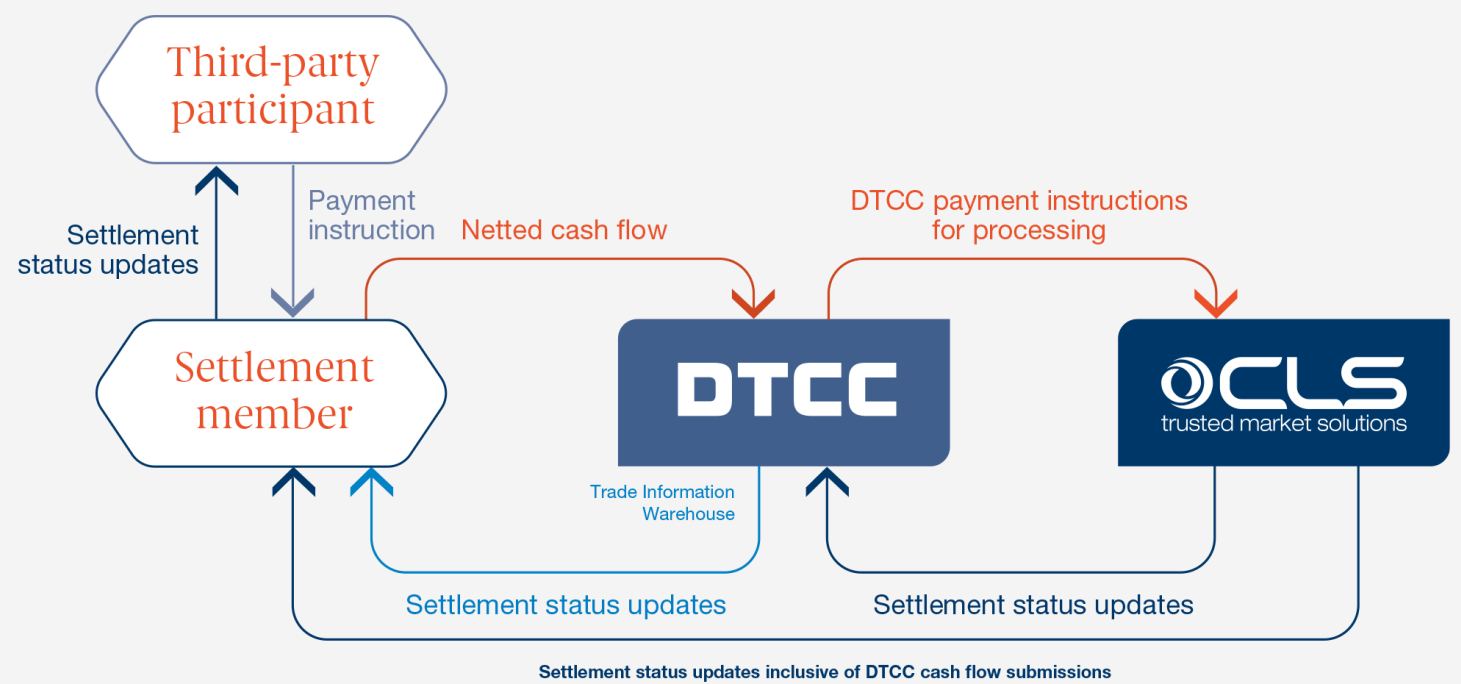 Third-party
participant
Payment
instruction
Settlement
status updates
Netted cash flow
DTCC payment instructions
for processing
Settlement
member
DTCC
CLS
trusted market solutions
Trade Information
Warehouse
Settlement status updates
Settlement status updates
Settlement status updates inclusive of DTCC cash flow submissions